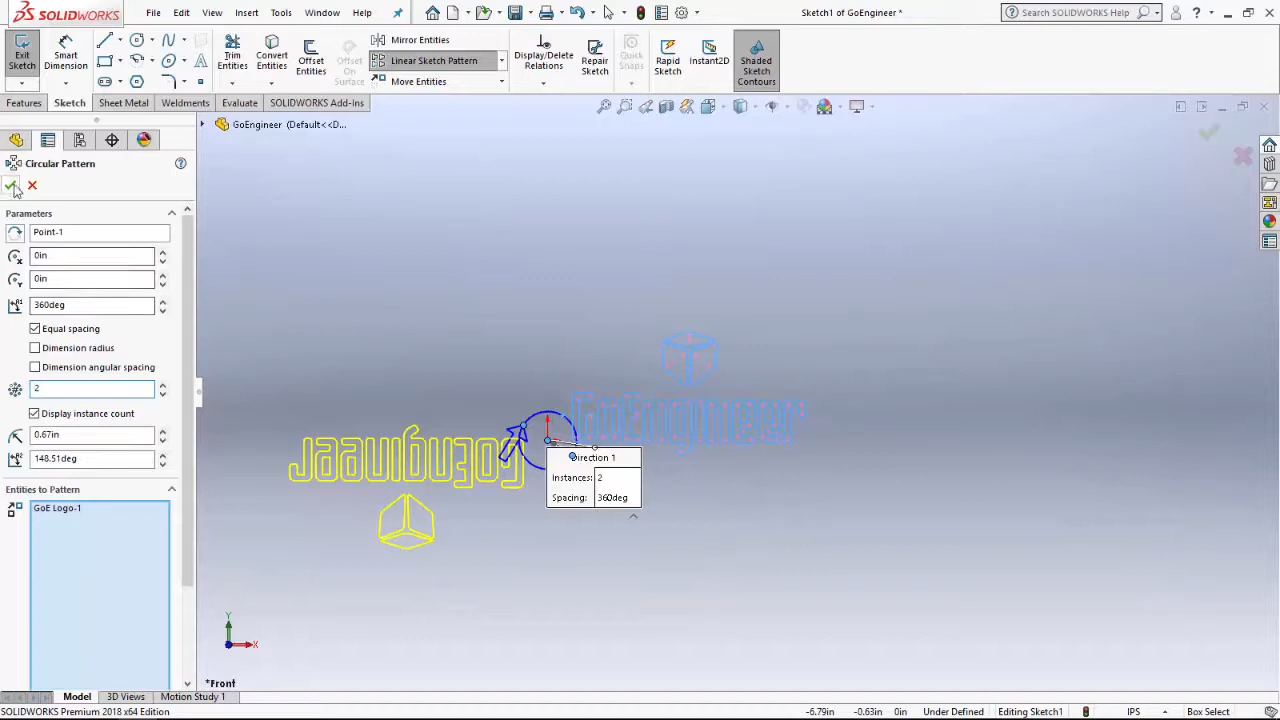 SOLIDWORKS
File Edit View Insert Tools Window Help
Sketch1 of GoEngineer *
Search SOLIDWORKS Help
Exit Sketch
Smart Dimension
Trim Entities
Convert Entities
Offset Entities
Offset On Surface
Mirror Entities
Linear Sketch Pattern
Move Entities
Display/Delete Relations
Repair Sketch
Quick Snaps
Rapid Sketch
Instant2D
Shaded Sketch Contours
Features Sketch Sheet Metal Weldments Evaluate SOLIDWORKS Add-Ins
GoEngineer (Default<<D...
Circular Pattern
Parameters
Point-1
0in
0in
360deg
Equal spacing
Dimension radius
Dimension angular spacing
2
Display instance count
0.67in
148.51deg
Entities to Pattern
GoE Logo-1
GoEngineer
GoEngineer
Direction 1
Instances: 2
Spacing: 360deg
Y
X
*Front
Model 3D Views Motion Study 1
SOLIDWORKS Premium 2018 x64 Edition
-6.79in -0.63in 0in Under Defined Editing Sketch1 IPS Box Select